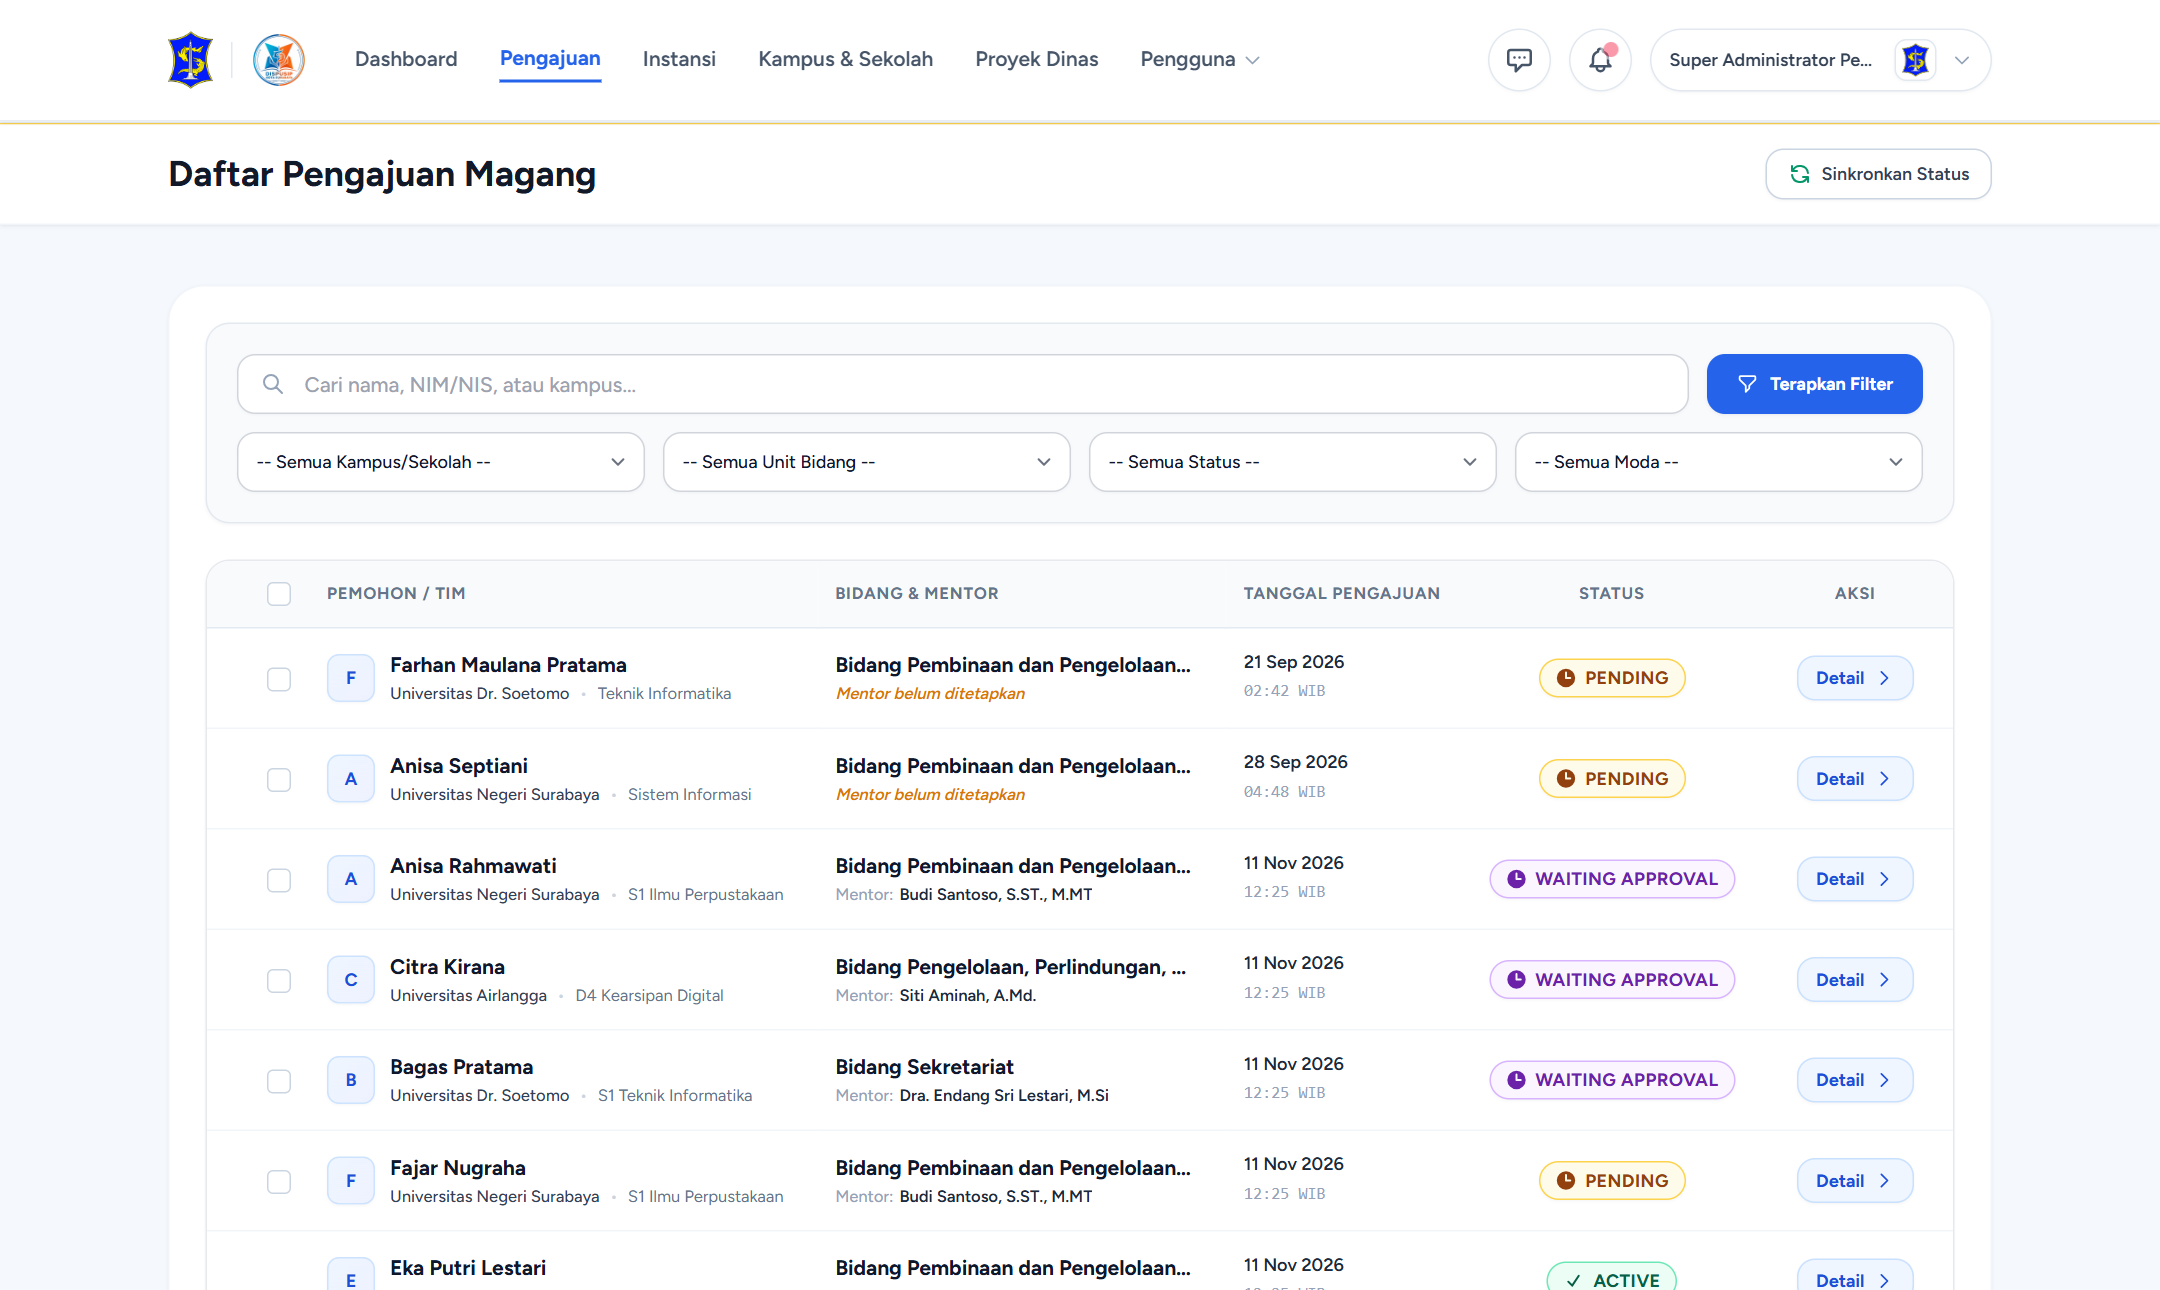 Dashboard
Pengajuan
Instansi
Kampus & Sekolah
Proyek Dinas
Pengguna
Super Administrator Pe...
Daftar Pengajuan Magang
Sinkronkan Status
Cari nama, NIM/NIS, atau kampus...
Terapkan Filter
-- Semua Kampus/Sekolah --
-- Semua Unit Bidang --
-- Semua Status --
-- Semua Moda --
PEMOHON / TIM
BIDANG & MENTOR
TANGGAL PENGAJUAN
STATUS
AKSI
F
Farhan Maulana Pratama
Universitas Dr. Soetomo • Teknik Informatika
Bidang Pembinaan dan Pengelolaan...
Mentor belum ditetapkan
21 Sep 2026
02:42 WIB
PENDING
Detail
A
Anisa Septiani
Universitas Negeri Surabaya • Sistem Informasi
Bidang Pembinaan dan Pengelolaan...
Mentor belum ditetapkan
28 Sep 2026
04:48 WIB
PENDING
Detail
A
Anisa Rahmawati
Universitas Negeri Surabaya • S1 Ilmu Perpustakaan
Bidang Pembinaan dan Pengelolaan...
Mentor: Budi Santoso, S.ST., M.MT
11 Nov 2026
12:25 WIB
WAITING APPROVAL
Detail
C
Citra Kirana
Universitas Airlangga • D4 Kearsipan Digital
Bidang Pengelolaan, Perlindungan, ...
Mentor: Siti Aminah, A.Md.
11 Nov 2026
12:25 WIB
WAITING APPROVAL
Detail
B
Bagas Pratama
Universitas Dr. Soetomo • S1 Teknik Informatika
Bidang Sekretariat
Mentor: Dra. Endang Sri Lestari, M.Si
11 Nov 2026
12:25 WIB
WAITING APPROVAL
Detail
F
Fajar Nugraha
Universitas Negeri Surabaya • S1 Ilmu Perpustakaan
Bidang Pembinaan dan Pengelolaan...
Mentor: Budi Santoso, S.ST., M.MT
11 Nov 2026
12:25 WIB
PENDING
Detail
E
Eka Putri Lestari
Bidang Pembinaan dan Pengelolaan...
11 Nov 2026
ACTIVE
Detail